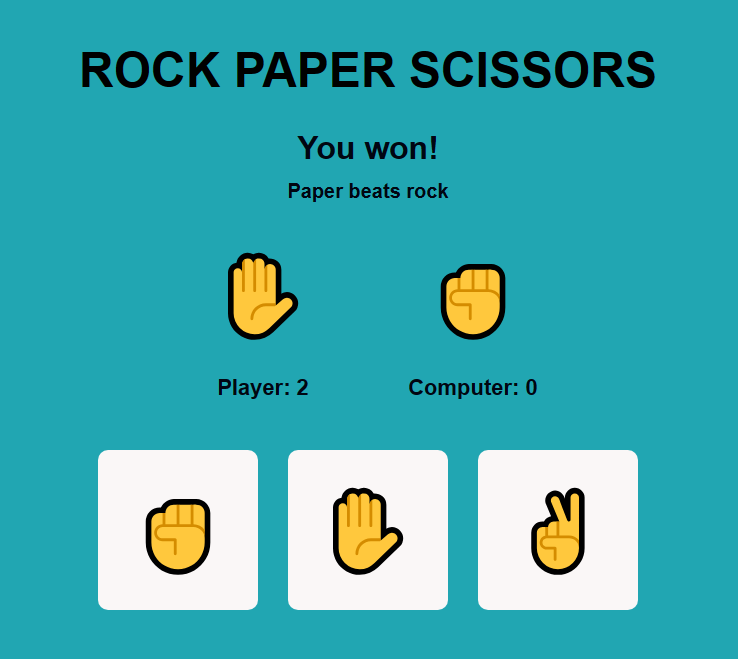 ROCK PAPER SCISSORS
You won!
Paper beats rock
Player: 2
Computer: 0